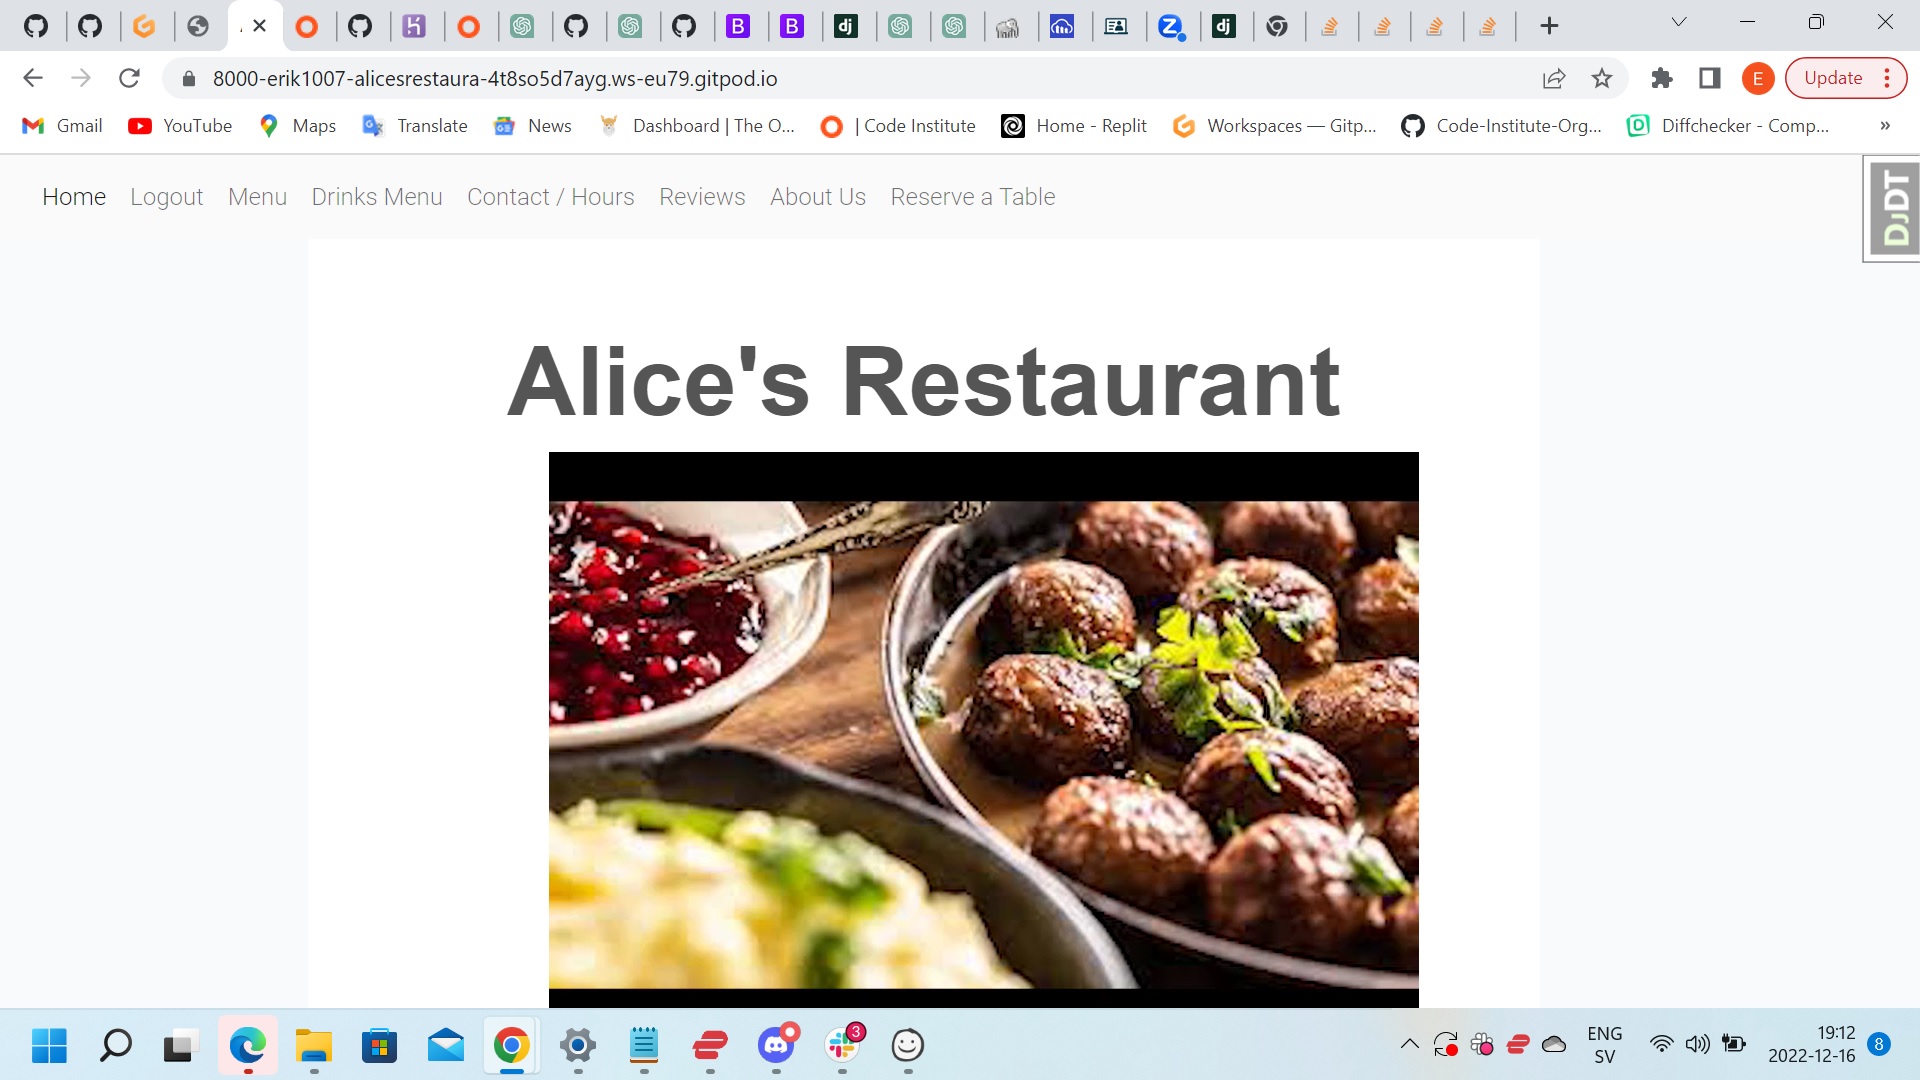 8000-erik1007-alicesrestaura-4t8so5d7ayg.ws-eu79.gitpod.io
E
Update
Gmail
YouTube
Maps
Translate
News
Dashboard | The O...
| Code Institute
Home - Replit
Workspaces — Gitp...
Code-Institute-Org...
Diffchecker - Comp...
»
Home
Logout
Menu
Drinks Menu
Contact / Hours
Reviews
About Us
Reserve a Table
DJDT
Alice's Restaurant
3
ENG
SV
19:12
2022-12-16
8